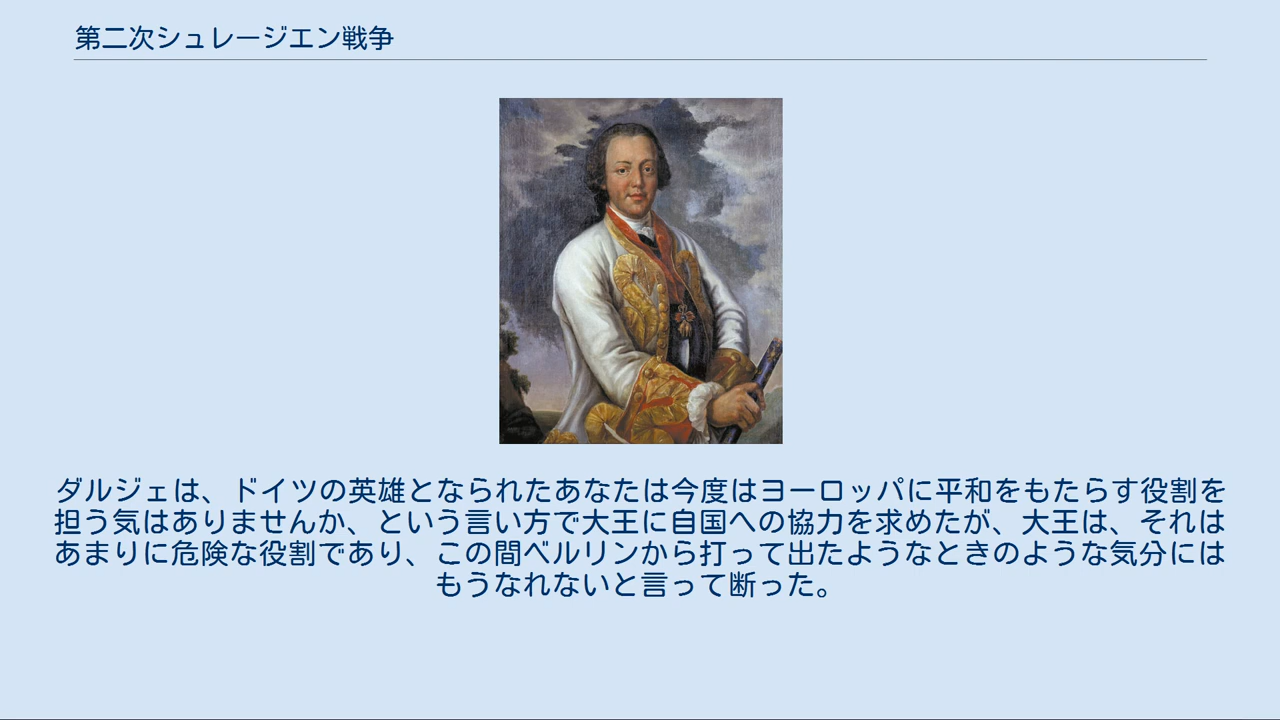 第二次シュレージエン戦争
ダルジェは、ドイツの英雄となられたあなたは今度はヨーロッパに平和をもたらす役割を
担う気はありませんか、という言い方で大王に自国への協力を求めたが、大王は、それは
あまりに危険な役割であり、この間ベルリンから打って出たようなときのような気分には
もうなれないと言って断った。